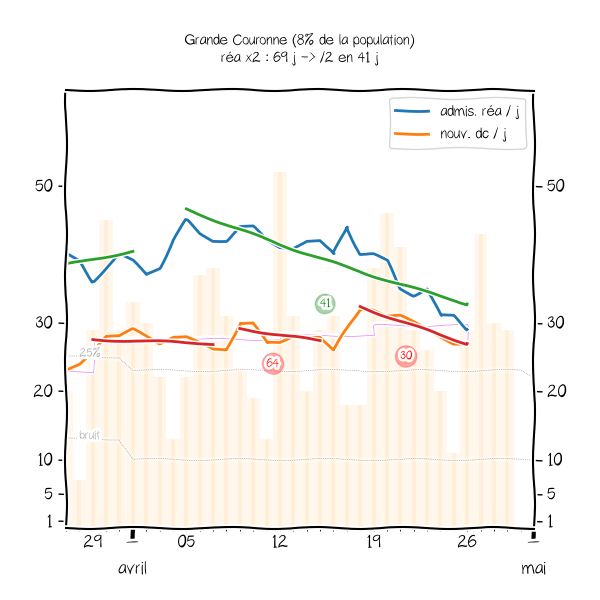 Grande Couronne (8% de la population)
réa x2 : 69 j -> /2 en 41 j
admis. réa / j
nouv. dc / j
50 50
41
30 30
25%
64
30
20 20
bruit
10 10
5 5
1 1
29 05 12 19 26
avril mai